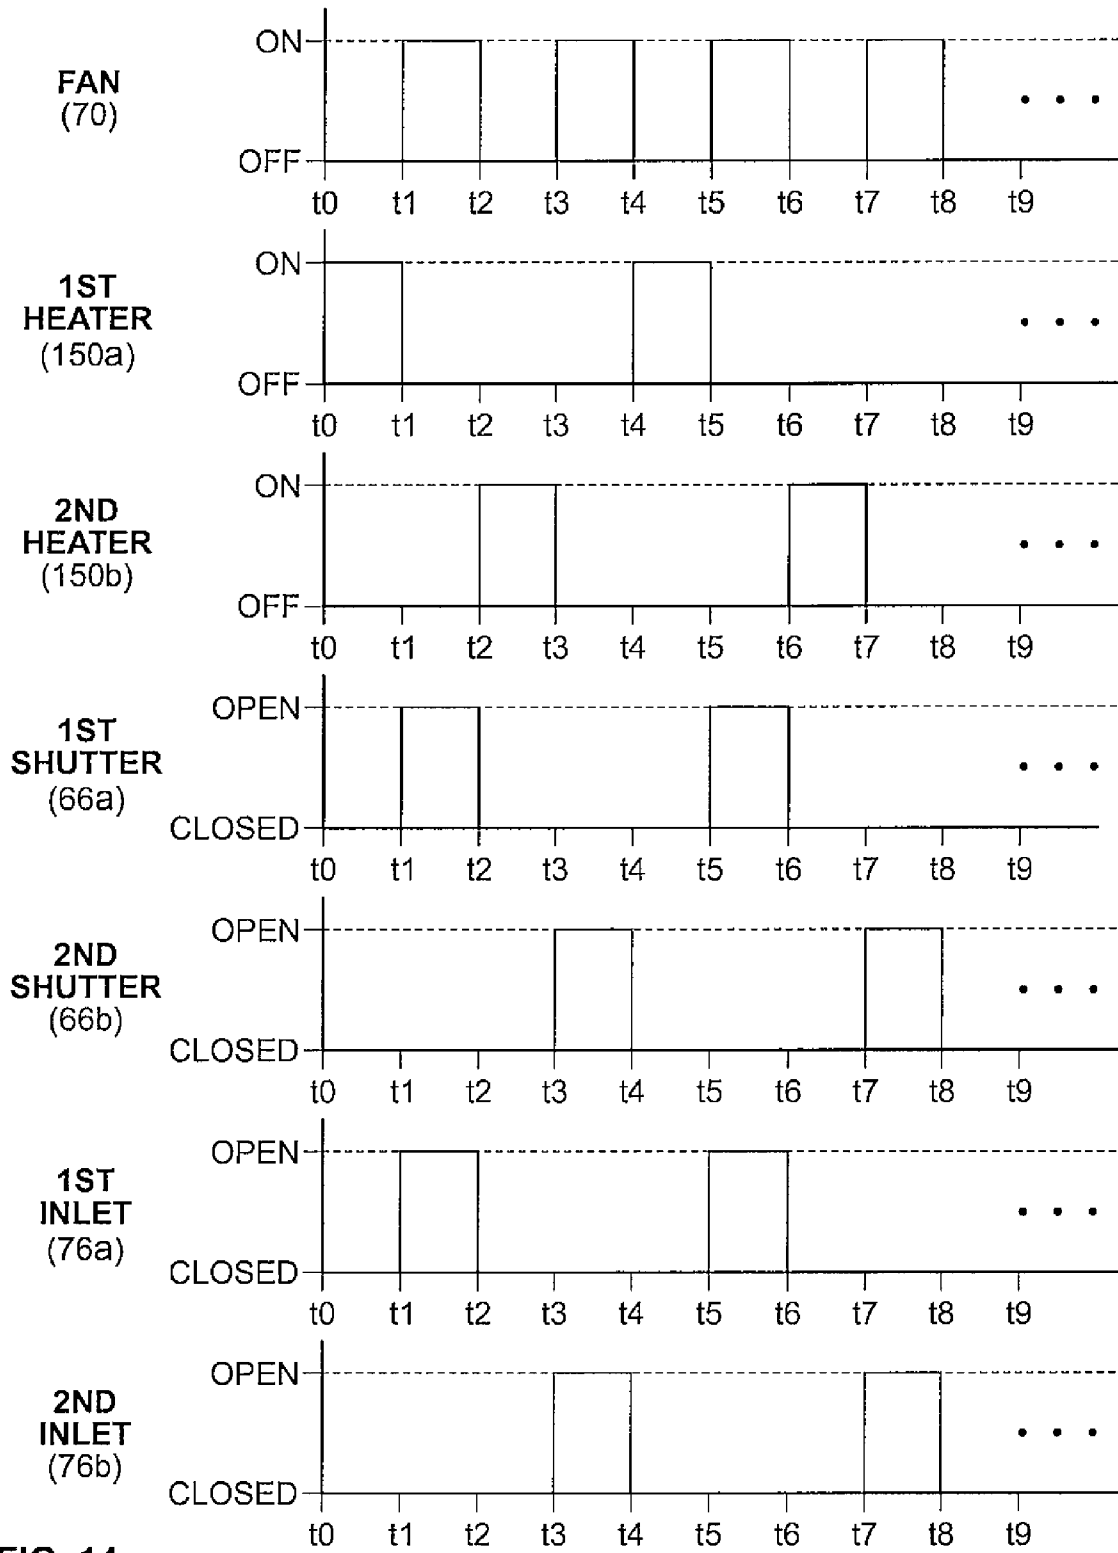 ON
FAN
(70)
OFF
t0 t1 t2 t3 t4 t5 t6 t7 t8 t9
ON
1ST
HEATER
(150a)
OFF
t0 t1 t2 t3 t4 t5 t6 t7 t8 t9
ON
2ND
HEATER
(150b)
OFF
t0 t1 t2 t3 t4 t5 t6 t7 t8 t9
OPEN
1ST
SHUTTER
(66a)
CLOSED
t0 t1 t2 t3 t4 t5 t6 t7 t8 t9
OPEN
2ND
SHUTTER
(66b)
CLOSED
t0 t1 t2 t3 t4 t5 t6 t7 t8 t9
OPEN
1ST
INLET
(76a)
CLOSED
t0 t1 t2 t3 t4 t5 t6 t7 t8 t9
OPEN
2ND
INLET
(76b)
CLOSED
t0 t1 t2 t3 t4 t5 t6 t7 t8 t9